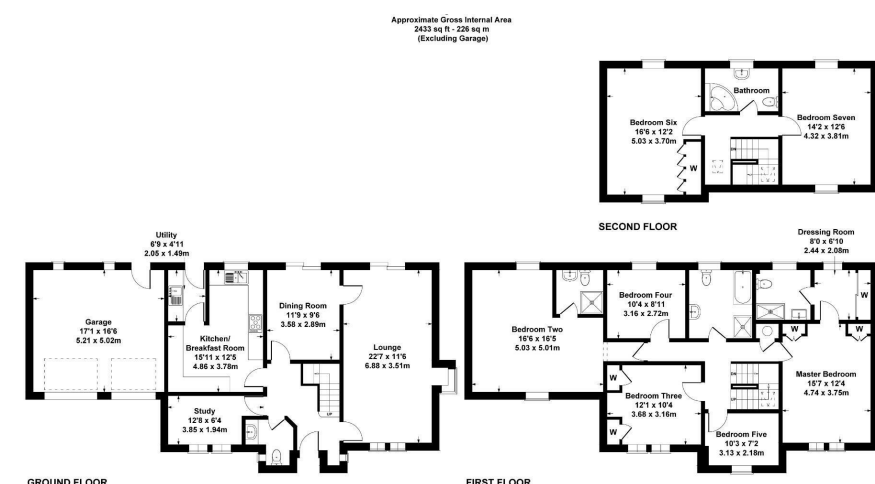 Approximate Gross Internal Area
2433 sq ft - 226 sq m
(Excluding Garage)
Bedroom Six
16'6 x 12'2
5.03 x 3.70m
Bathroom
Bedroom Seven
14'2 x 12'6
4.32 x 3.81m
DN
W
SECOND FLOOR
Utility
6'9 x 4'11
2.05 x 1.49m
Garage
17'1 x 16'6
5.21 x 5.02m
Kitchen/
Breakfast Room
15'11 x 12'5
4.86 x 3.78m
Dining Room
11'9 x 9'6
3.58 x 2.89m
Lounge
22'7 x 11'6
6.88 x 3.51m
Study
12'8 x 6'4
3.85 x 1.94m
UP
GROUND FLOOR
Dressing Room
8'0 x 6'10
2.44 x 2.08m
W
Bedroom Two
16'6 x 16'5
5.03 x 5.01m
Bedroom Four
10'4 x 8'11
3.16 x 2.72m
W
W
Master Bedroom
15'7 x 12'4
4.74 x 3.75m
W
Bedroom Three
12'1 x 10'4
3.68 x 3.16m
W
DN
UP
Bedroom Five
10'3 x 7'2
3.13 x 2.18m
FIRST FLOOR